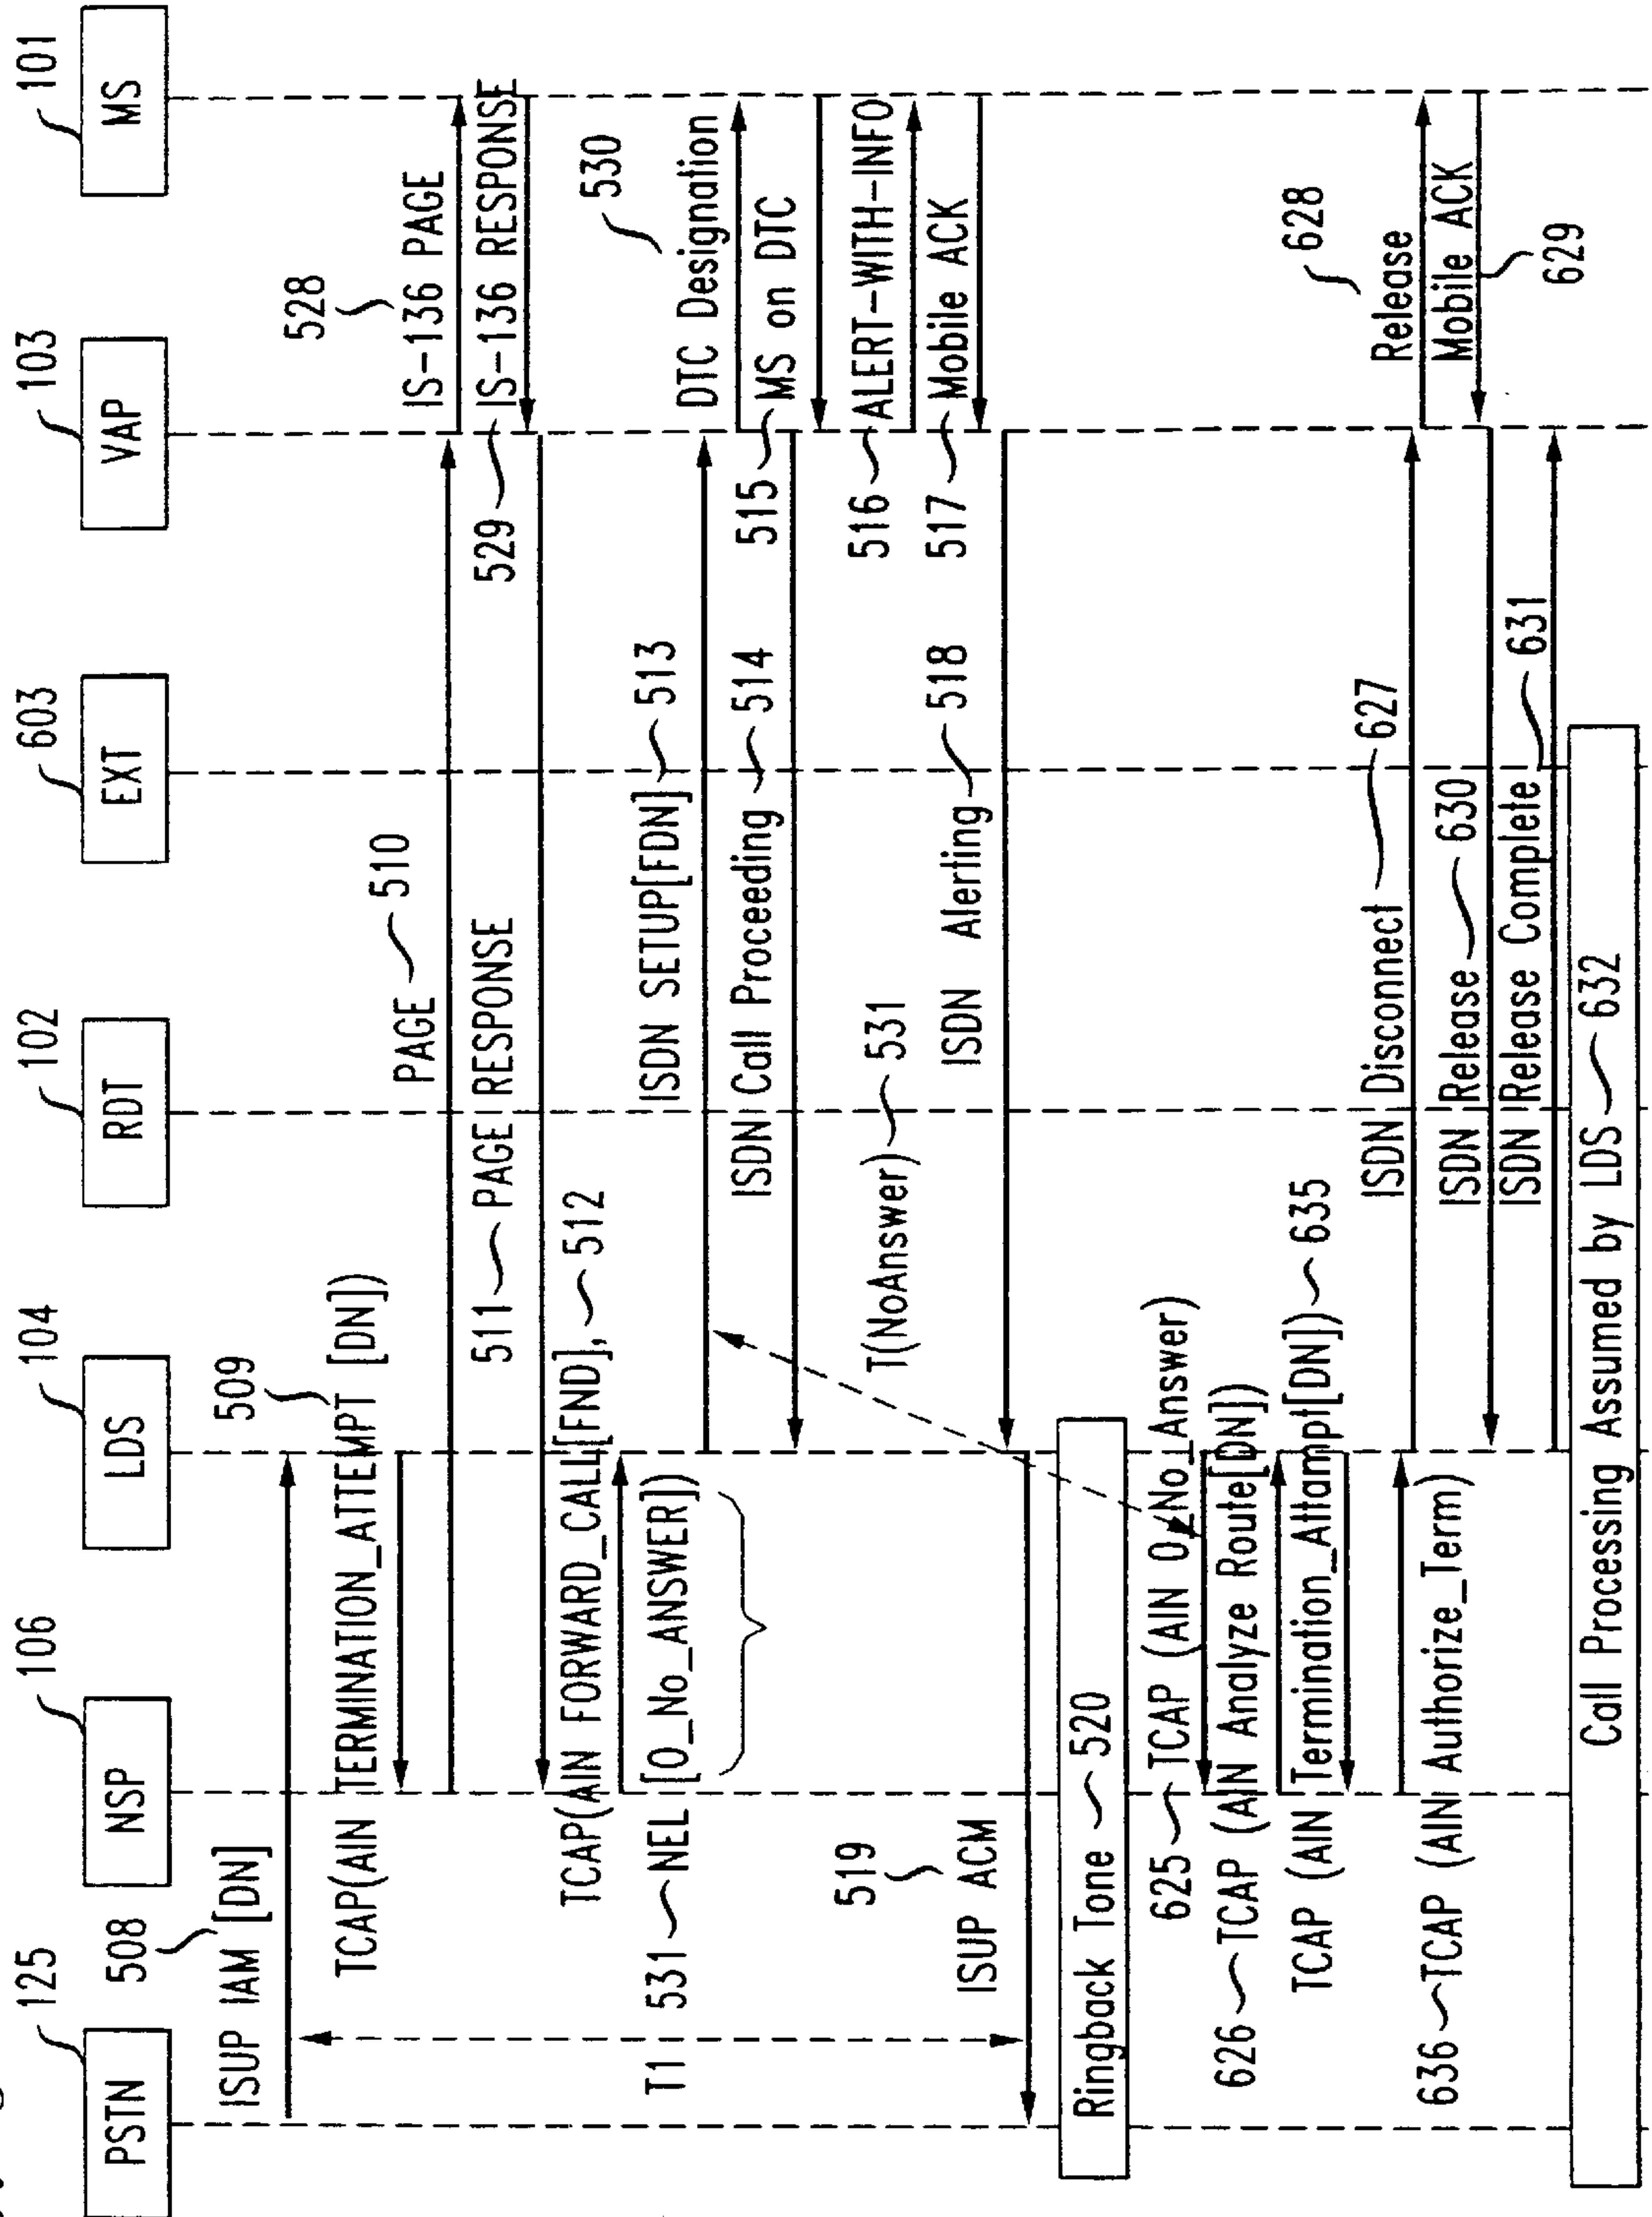 PSTN
125
NSP
106
LDS
104
RDT
102
EXT
603
VAP
103
MS
101
508
ISUP IAM [DN]
509
TCAP(AIN TERMINATION_ATTEMPT [DN])
PAGE 510
528
IS-136 PAGE
511 PAGE RESPONSE
529 IS-136 RESPONSE
TCAP(AIN FORWARD_CALL[FND], 512
531 NEL [O_No_ANSWER])
T1
ISDN SETUP[FDN] 513
530
DTC Designation
ISDN Call Proceeding 514
515 MS on DTC
516 ALERT-WITH-INFO
517 Mobile ACK
T(NoAnswer) 531
ISDN Alerting 518
519
ISUP ACM
Ringback Tone 520
625 TCAP (AIN O_No_Answer)
626 TCAP (AIN Analyze Route[DN])
TCAP (AIN Termination_Attampt[DN]) 635
636 TCAP (AIN Authorize_Term)
ISDN Disconnect 627
628
Release
Mobile ACK
629
ISDN Release 630
ISDN Release Complete 631
Call Processing Assumed by LDS 632